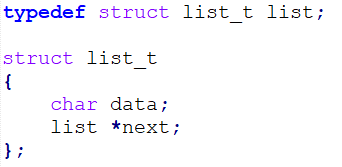 typedef struct list_t list;
struct list_t
{
    char data;
    list *next;
};